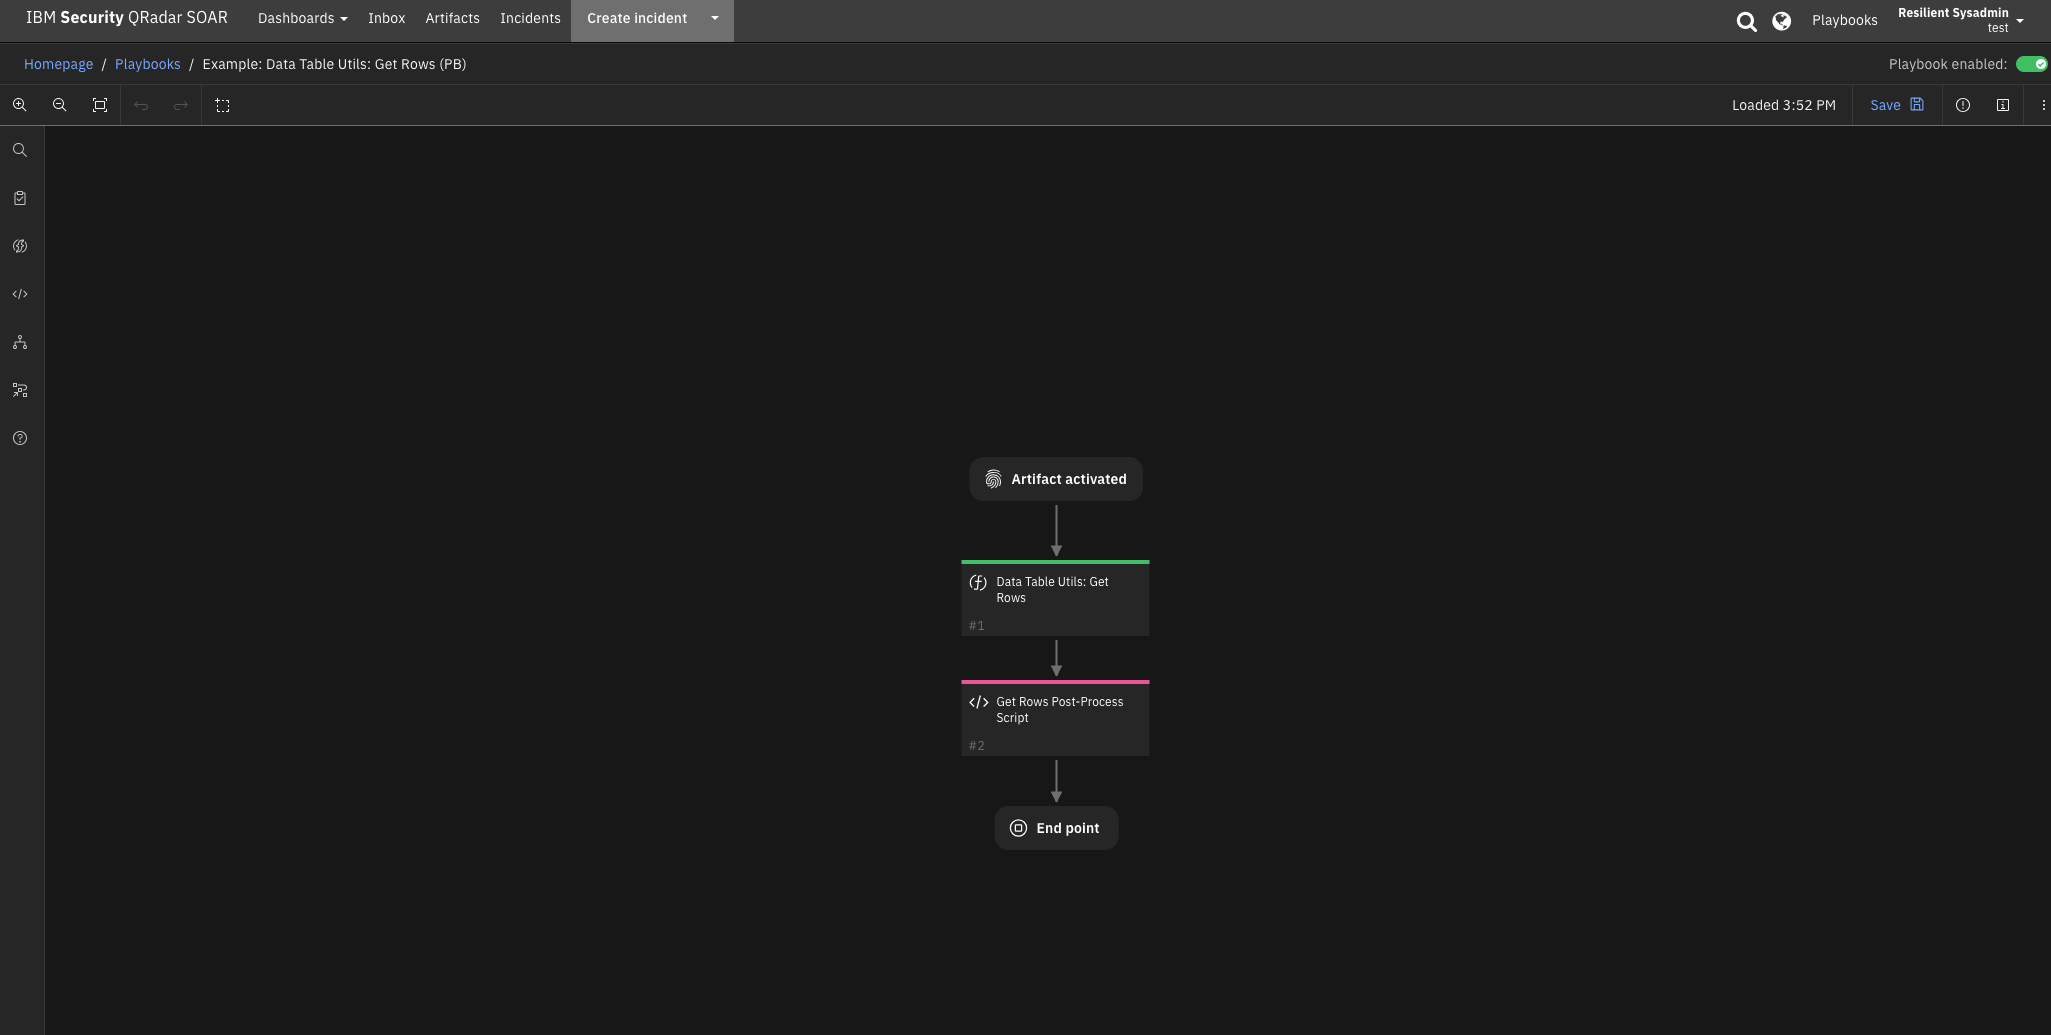 IBM Security QRadar SOAR Dashboards Inbox Artifacts Incidents Create incident Playbooks Resilient Sysadmin
test
Homepage / Playbooks / Example: Data Table Utils: Get Rows (PB) Playbook enabled:
Loaded 3:52 PM Save
Artifact activated
Data Table Utils: Get
Rows
#1
Get Rows Post-Process
Script
#2
End point